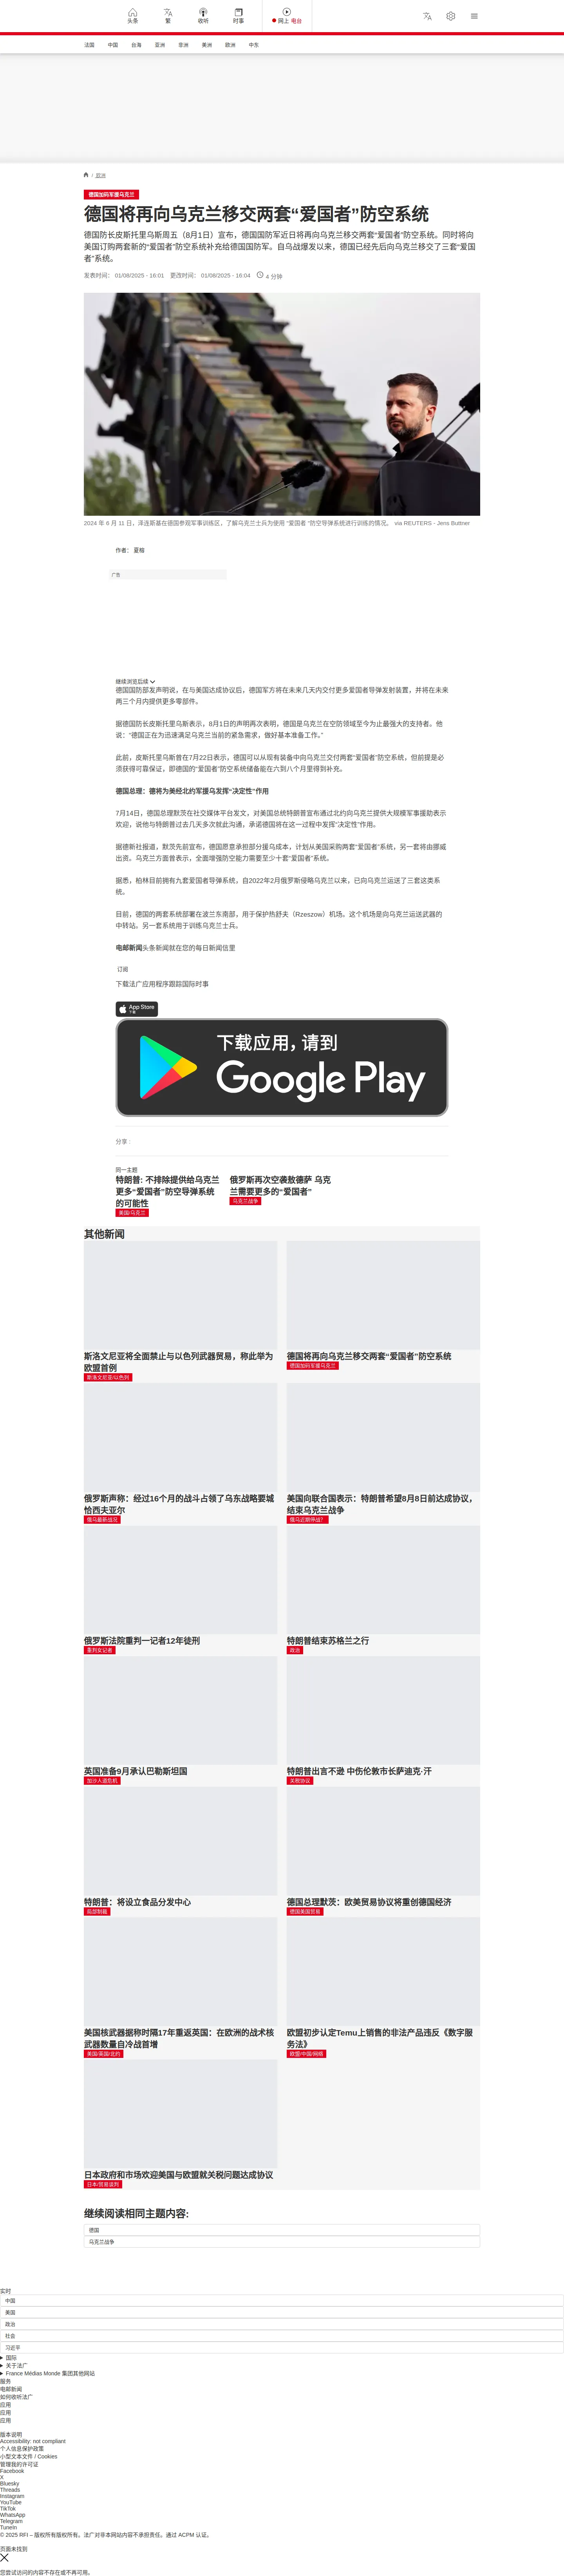 头条
繁
收听
时事
网上 电台
法国
中国
台海
亚洲
非洲
美洲
欧洲
中东
/ 欧洲
德国加码军援乌克兰
德国将再向乌克兰移交两套“爱国者”防空系统
德国防长皮斯托里乌斯周五（8月1日）宣布，德国国防军近日将再向乌克兰移交两套“爱国者”防空系统。同时将向
美国订购两套新的“爱国者”防空系统补充给德国国防军。自乌战爆发以来，德国已经先后向乌克兰移交了三套“爱国
者”系统。
发表时间： 01/08/2025 - 16:01 更改时间： 01/08/2025 - 16:04 4 分钟
2024 年 6 月 11 日，泽连斯基在德国参观军事训练区，了解乌克兰士兵为使用 "爱国者 "防空导弹系统进行训练的情况。 via REUTERS - Jens Buttner
作者： 夏榕
广告
继续浏览后续
德国国防部发声明说，在与美国达成协议后，德国军方将在未来几天内交付更多爱国者导弹发射装置，并将在未来
两三个月内提供更多零部件。
据德国防长皮斯托里乌斯表示，8月1日的声明再次表明，德国是乌克兰在空防领域至今为止最强大的支持者。他
说：“德国正在为迅速满足乌克兰当前的紧急需求，做好基本准备工作。”
此前，皮斯托里乌斯曾在7月22日表示，德国可以从现有装备中向乌克兰交付两套“爱国者”防空系统，但前提是必
须获得可靠保证，即德国的“爱国者”防空系统储备能在六到八个月里得到补充。
德国总理：德将为美经北约军援乌发挥“决定性”作用
7月14日，德国总理默茨在社交媒体平台发文，对美国总统特朗普宣布通过北约向乌克兰提供大规模军事援助表示
欢迎，说他与特朗普过去几天多次就此沟通，承诺德国将在这一过程中发挥“决定性”作用。
据德新社报道，默茨先前宣布，德国愿意承担部分援乌成本，计划从美国采购两套“爱国者”系统，另一套将由挪威
出资。乌克兰方面曾表示，全面增强防空能力需要至少十套“爱国者”系统。
据悉，柏林目前拥有九套爱国者导弹系统，自2022年2月俄罗斯侵略乌克兰以来，已向乌克兰运送了三套这类系
统。
目前，德国的两套系统部署在波兰东南部，用于保护热舒夫（Rzeszow）机场。这个机场是向乌克兰运送武器的
中转站。另一套系统用于训练乌克兰士兵。
电邮新闻头条新闻就在您的每日新闻信里
订阅
下载法广应用程序跟踪国际时事
App Store
下载
下载应用，请到
Google Play
分享 :
同一主题
特朗普: 不排除提供给乌克兰
更多“爱国者”防空导弹系统
的可能性
美国/乌克兰
俄罗斯再次空袭敖德萨 乌克
兰需要更多的“爱国者”
乌克兰战争
其他新闻
斯洛文尼亚将全面禁止与以色列武器贸易，称此举为
欧盟首例
斯洛文尼亚/以色列
德国将再向乌克兰移交两套“爱国者”防空系统
德国加码军援乌克兰
俄罗斯声称：经过16个月的战斗占领了乌东战略要城
恰西夫亚尔
俄乌最新战况
美国向联合国表示：特朗普希望8月8日前达成协议，
结束乌克兰战争
俄乌近期停战?
俄罗斯法院重判一记者12年徒刑
重判女记者
特朗普结束苏格兰之行
政治
英国准备9月承认巴勒斯坦国
加沙人道危机
特朗普出言不逊 中伤伦敦市长萨迪克·汗
关税协议
特朗普：将设立食品分发中心
局部制裁
德国总理默茨：欧美贸易协议将重创德国经济
德国美国贸易
美国核武器据称时隔17年重返英国：在欧洲的战术核
武器数量自冷战首增
美国/英国/北约
欧盟初步认定Temu上销售的非法产品违反《数字服
务法》
欧盟/中国/网络
日本政府和市场欢迎美国与欧盟就关税问题达成协议
日本/贸易谈判
继续阅读相同主题内容:
德国
乌克兰战争
实时
中国
美国
政治
社会
习近平
国际
关于法广
France Médias Monde 集团其他网站
服务
电邮新闻
如何收听法广
应用
应用
应用
版本说明
Accessibility: not compliant
个人信息保护政策
小型文本文件 / Cookies
管理我的许可证
Facebook
X
Bluesky
Threads
Instagram
YouTube
TikTok
WhatsApp
Telegram
TuneIn
© 2025 RFI – 版权所有版权所有。法广对非本网站内容不承担责任。通过 ACPM 认证。
页面未找到
您尝试访问的内容不存在或不再可用。